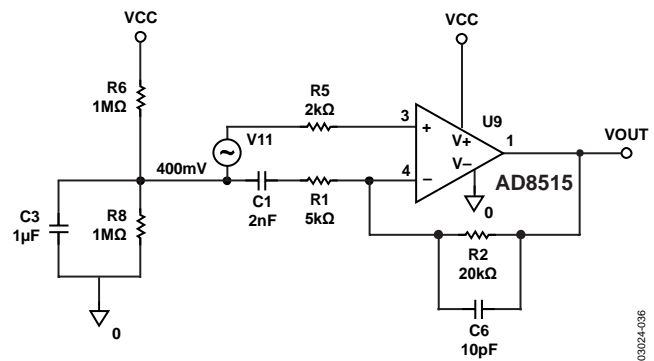 VCC
VCC
R6
1MΩ
V11
R5
2kΩ
3
+
U9
V+
1
VOUT
400mV
4
−
V−
AD8515
C1
2nF
R1
5kΩ
0
C3
1µF
R8
1MΩ
R2
20kΩ
0
C6
10pF
03024-036